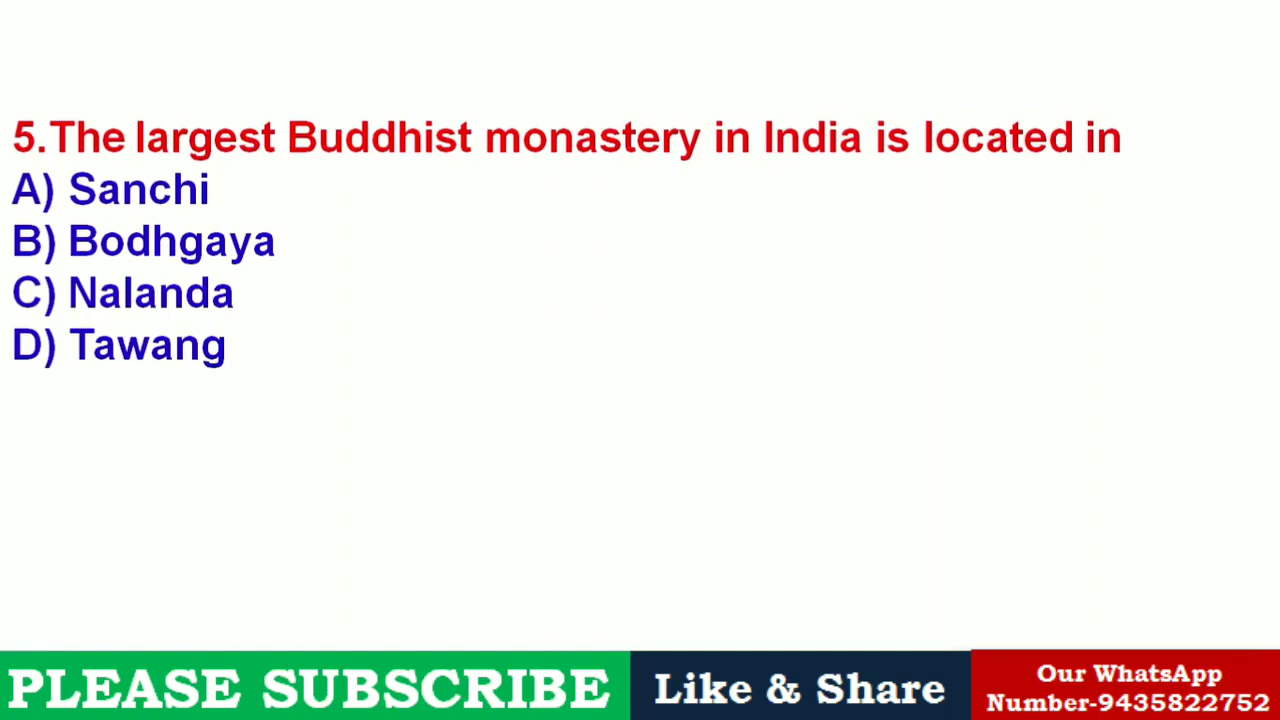 5.The largest Buddhist monastery in India is located in
A) Sanchi
B) Bodhgaya
C) Nalanda
D) Tawang
PLEASE SUBSCRIBE
Like & Share
Our WhatsApp
Number-9435822752